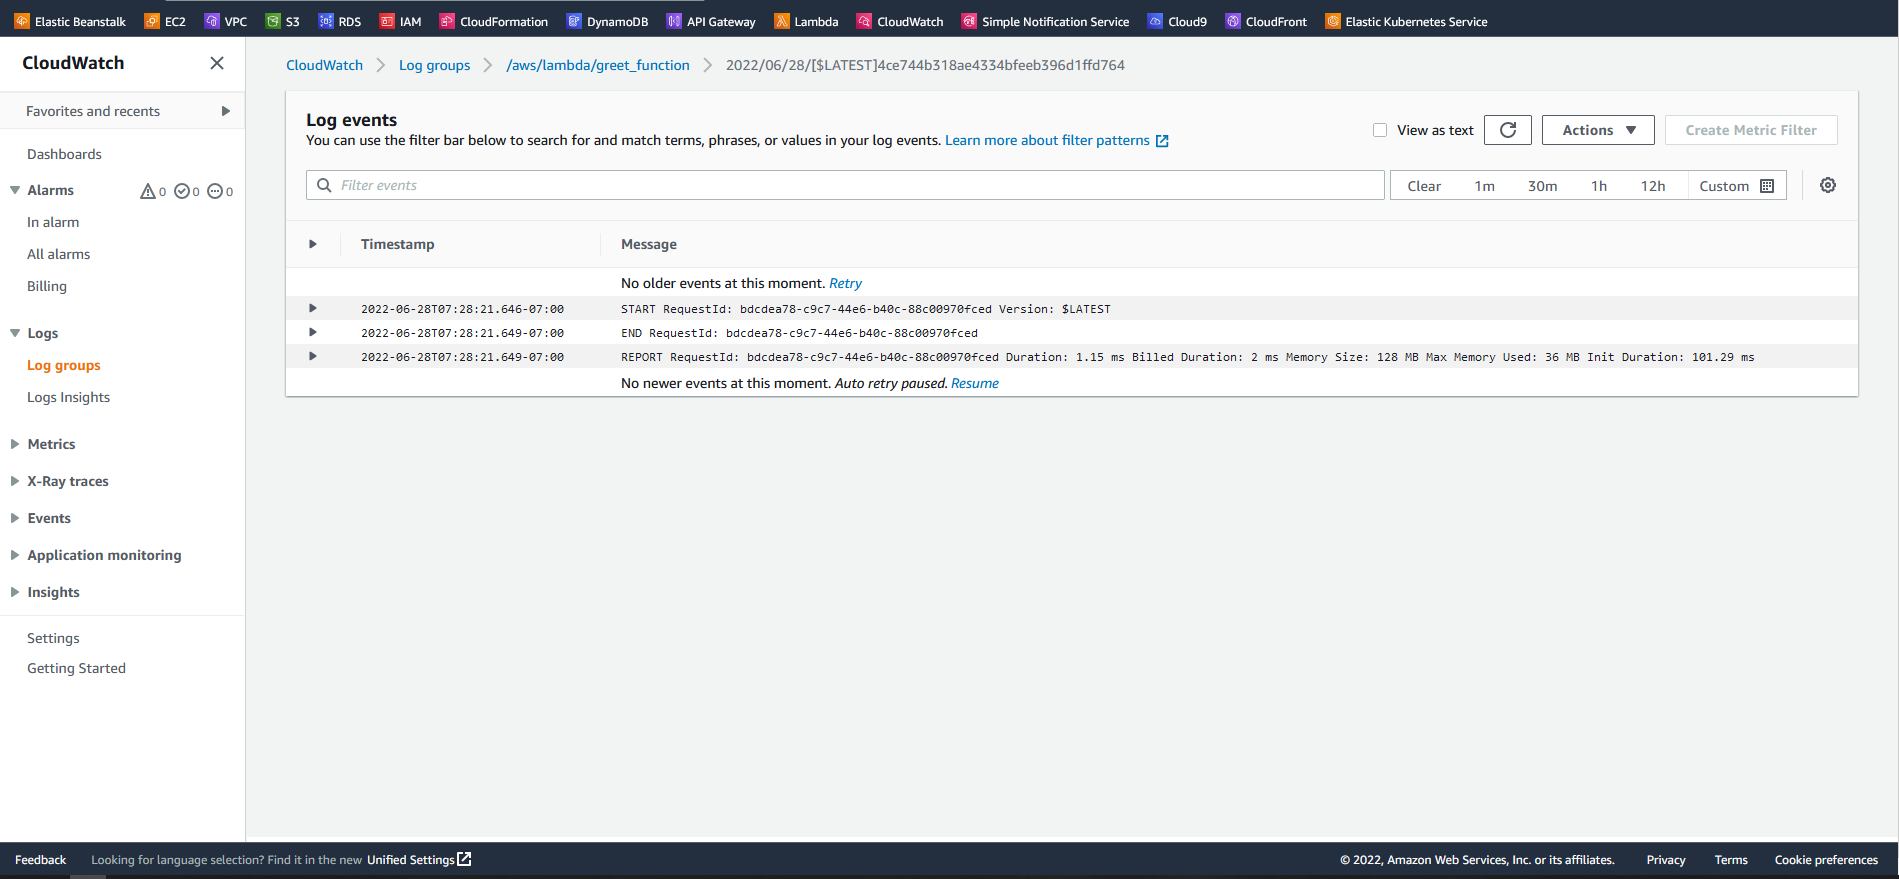 Elastic Beanstalk EC2 VPC S3 RDS IAM CloudFormation DynamoDB API Gateway Lambda CloudWatch Simple Notification Service Cloud9 CloudFront Elastic Kubernetes Service
CloudWatch
Favorites and recents
Dashboards
Alarms 0 0 0
In alarm
All alarms
Billing
Logs
Log groups
Logs Insights
Metrics
X-Ray traces
Events
Application monitoring
Insights
Settings
Getting Started
CloudWatch Log groups /aws/lambda/greet_function 2022/06/28/[$LATEST]4ce744b318ae4334bfeeb396d1ffd764
Log events
You can use the filter bar below to search for and match terms, phrases, or values in your log events. Learn more about filter patterns
View as text Actions Create Metric Filter
Filter events
Clear 1m 30m 1h 12h Custom
Timestamp Message
No older events at this moment. Retry
2022-06-28T07:28:21.646-07:00 START RequestId: bdcdea78-c9c7-44e6-b40c-88c00970fced Version: $LATEST
2022-06-28T07:28:21.649-07:00 END RequestId: bdcdea78-c9c7-44e6-b40c-88c00970fced
2022-06-28T07:28:21.649-07:00 REPORT RequestId: bdcdea78-c9c7-44e6-b40c-88c00970fced Duration: 1.15 ms Billed Duration: 2 ms Memory Size: 128 MB Max Memory Used: 36 MB Init Duration: 101.29 ms
No newer events at this moment. Auto retry paused. Resume
Feedback Looking for language selection? Find it in the new Unified Settings © 2022, Amazon Web Services, Inc. or its affiliates. Privacy Terms Cookie preferences